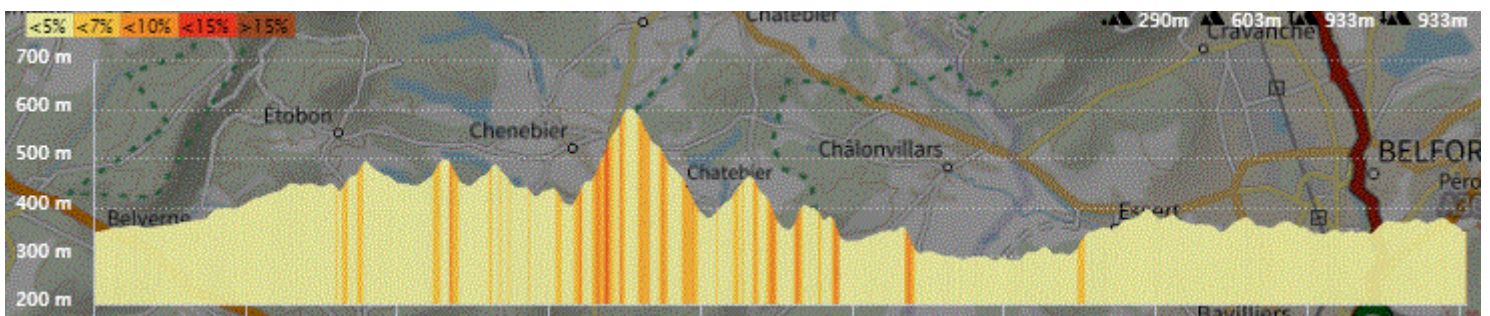 <5% <7% <10% <15% >15%
Chatebier
290m 603m 933m 933m
Cravanche
700 m
600 m
Etobon
Chenebier
500 m
Châlonvillars
BELFOR
Chatebier
Péro
400 m
Belverne
Essert
300 m
200 m
Bavilliers